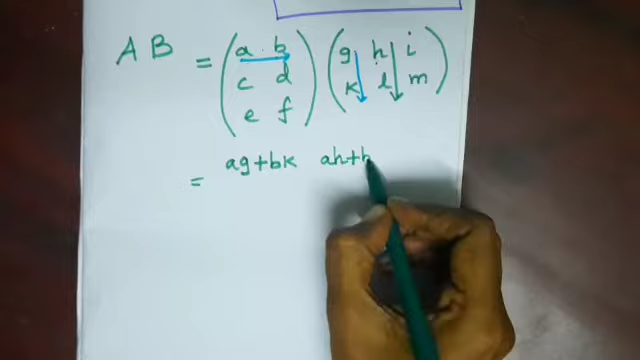 AB = (a b) (g h i)
c d k l m
e f
= ag+bk ah+b